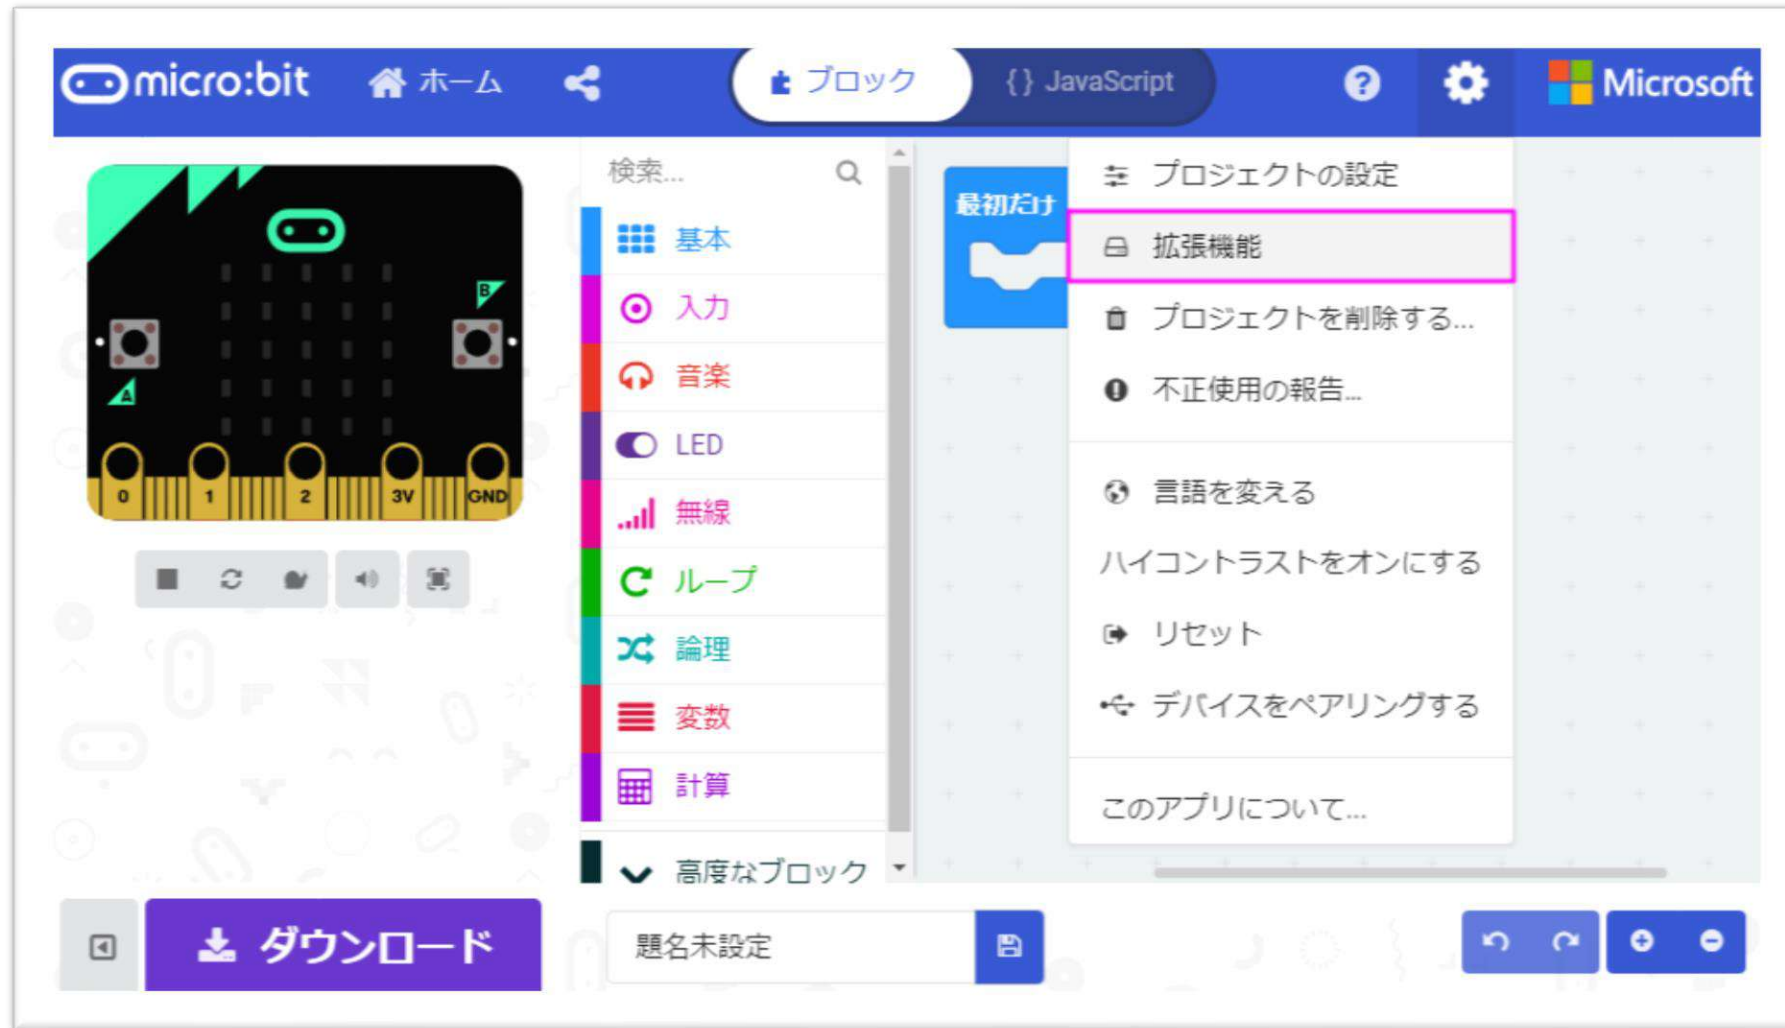 micro:bit ホーム ブロック {} JavaScript Microsoft
B
A
0 1 2 3V GND
ダウンロード
検索...
基本
入力
音楽
LED
無線
ループ
論理
変数
計算
高度なブロック
題名未設定
最初だけ
プロジェクトの設定
拡張機能
プロジェクトを削除する...
不正使用の報告...
言語を変える
ハイコントラストをオンにする
リセット
デバイスをペアリングする
このアプリについて...